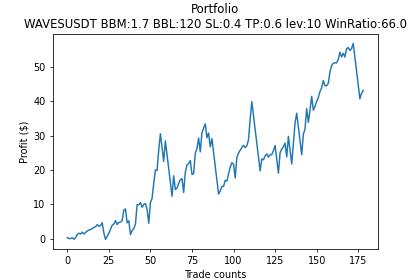 Portfolio
WAVESUSDT BBM:1.7 BBL:120 SL:0.4 TP:0.6 lev:10 WinRatio:66.0
Profit ($)
50
40
30
20
10
0
0 25 50 75 100 125 150 175
Trade counts